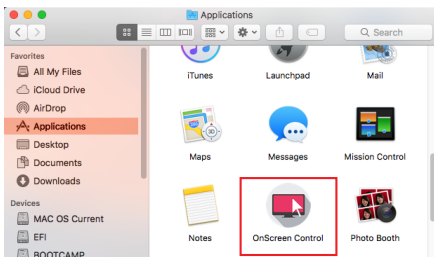 Applications
Search
Favorites
All My Files
iCloud Drive
AirDrop
Applications
Desktop
Documents
Downloads
Devices
MAC OS Current
EFI
BOOTCAMP
iTunes
Launchpad
Mail
Maps
Messages
Mission Control
Notes
OnScreen Control
Photo Booth